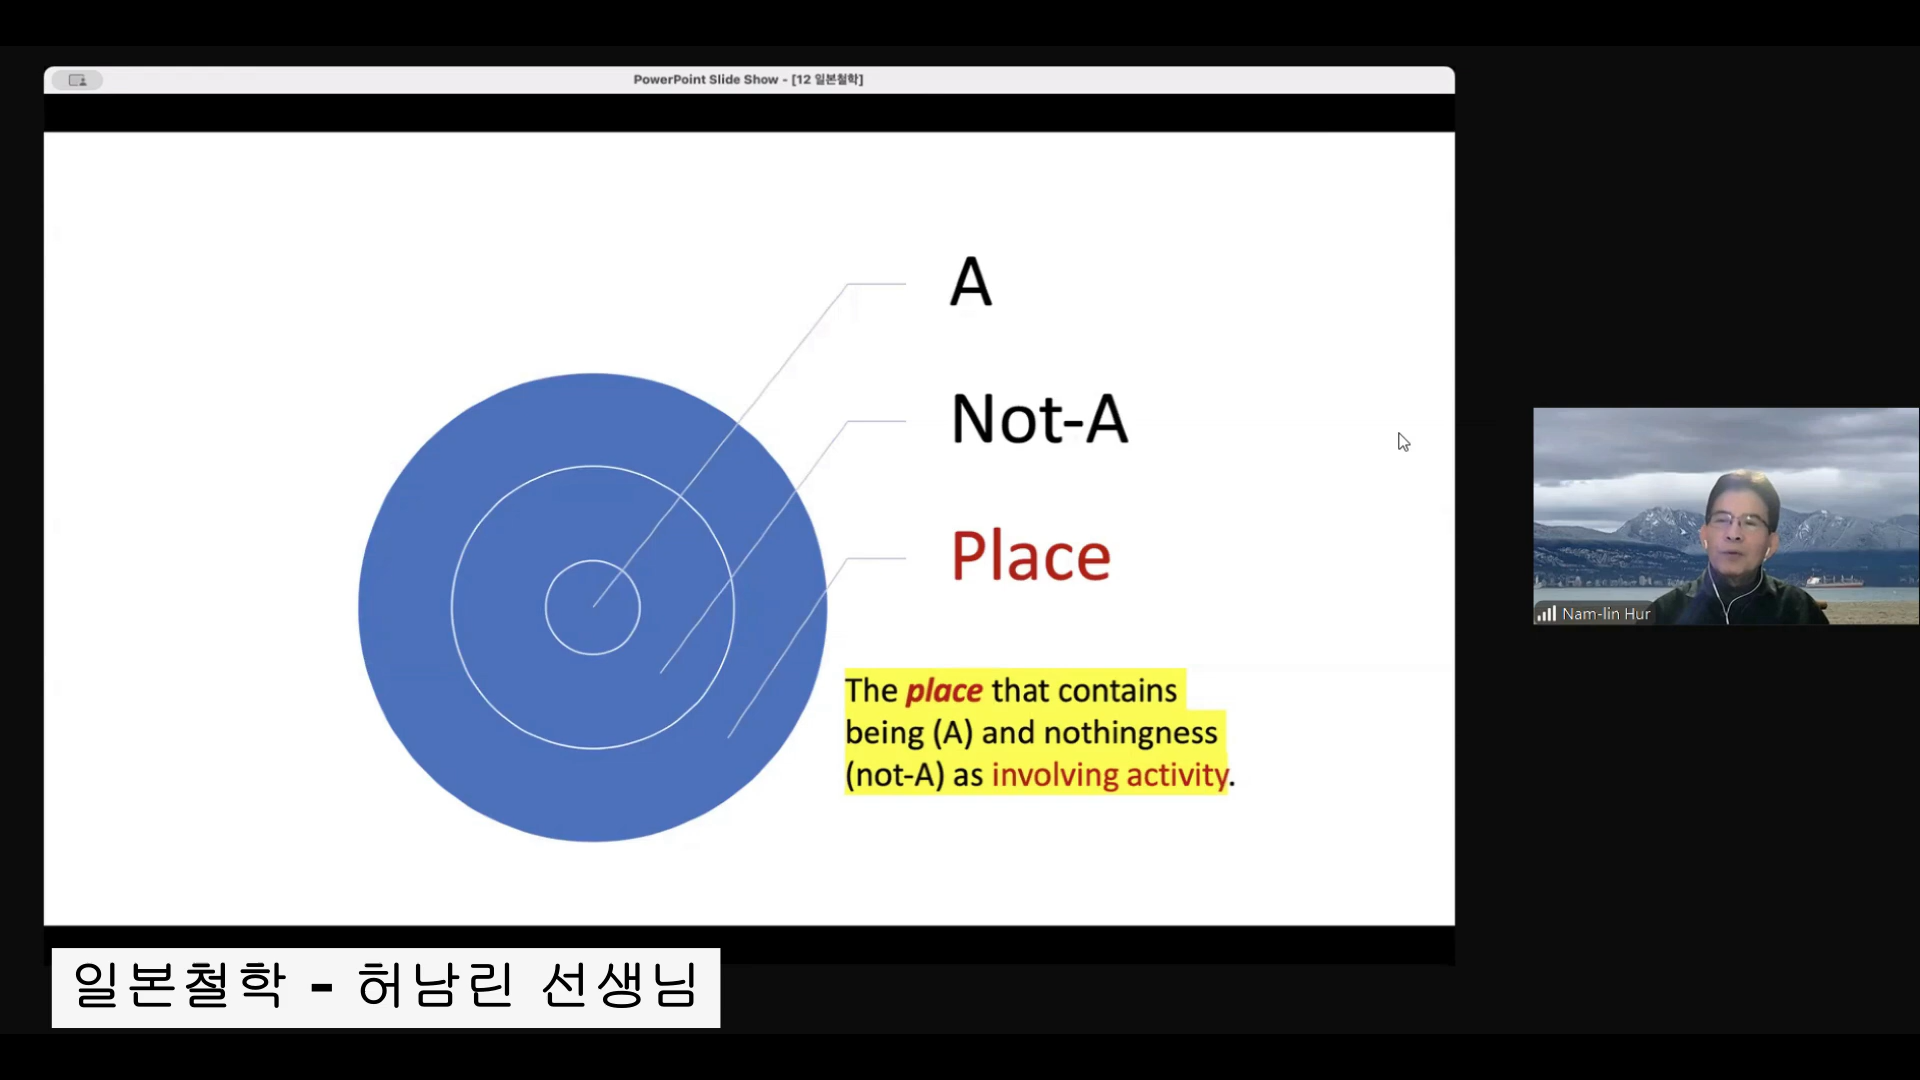 PowerPoint Slide Show - [12 일본철학]
A
Not-A
Place
The place that contains
being (A) and nothingness
(not-A) as involving activity.
Nam-lin Hur
일본철학 - 허남린 선생님